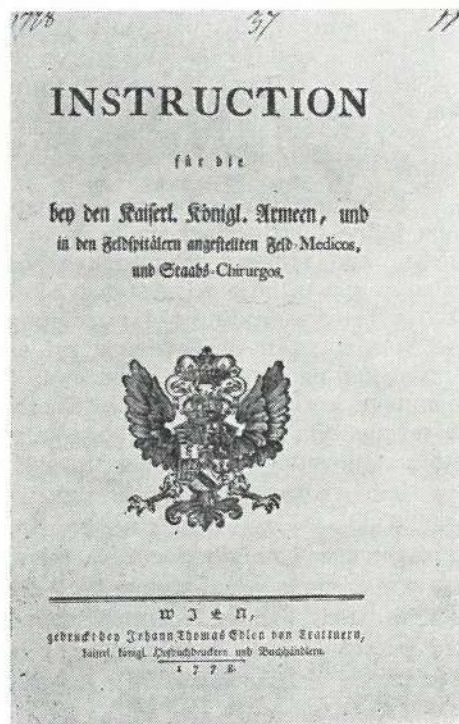 1778 37
INSTRUCTION
für die
bey den Kaiserl. Königl. Armeen, und
in den Feldspitälern angestellten Feld-Medicos,
und Staabs-Chirurgos.
WIEN,
gedruckt bey Johann Thomas Edlen von Trattnern,
kaiserl. königl. Hofbuchdruckern und Buchhändlern.
1778.